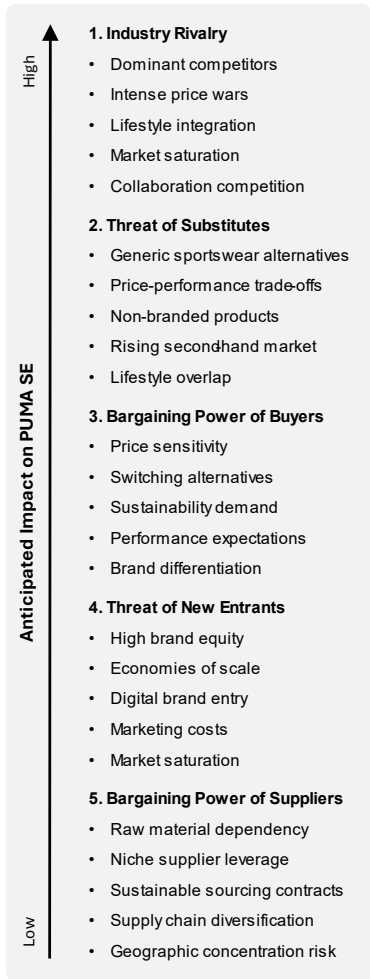 High
Anticipated Impact on PUMA SE
Low
1. Industry Rivalry
• Dominant competitors
• Intense price wars
• Lifestyle integration
• Market saturation
• Collaboration competition
2. Threat of Substitutes
• Generic sportswear alternatives
• Price-performance trade-offs
• Non-branded products
• Rising second-hand market
• Lifestyle overlap
3. Bargaining Power of Buyers
• Price sensitivity
• Switching alternatives
• Sustainability demand
• Performance expectations
• Brand differentiation
4. Threat of New Entrants
• High brand equity
• Economies of scale
• Digital brand entry
• Marketing costs
• Market saturation
5. Bargaining Power of Suppliers
• Raw material dependency
• Niche supplier leverage
• Sustainable sourcing contracts
• Supply chain diversification
• Geographic concentration risk